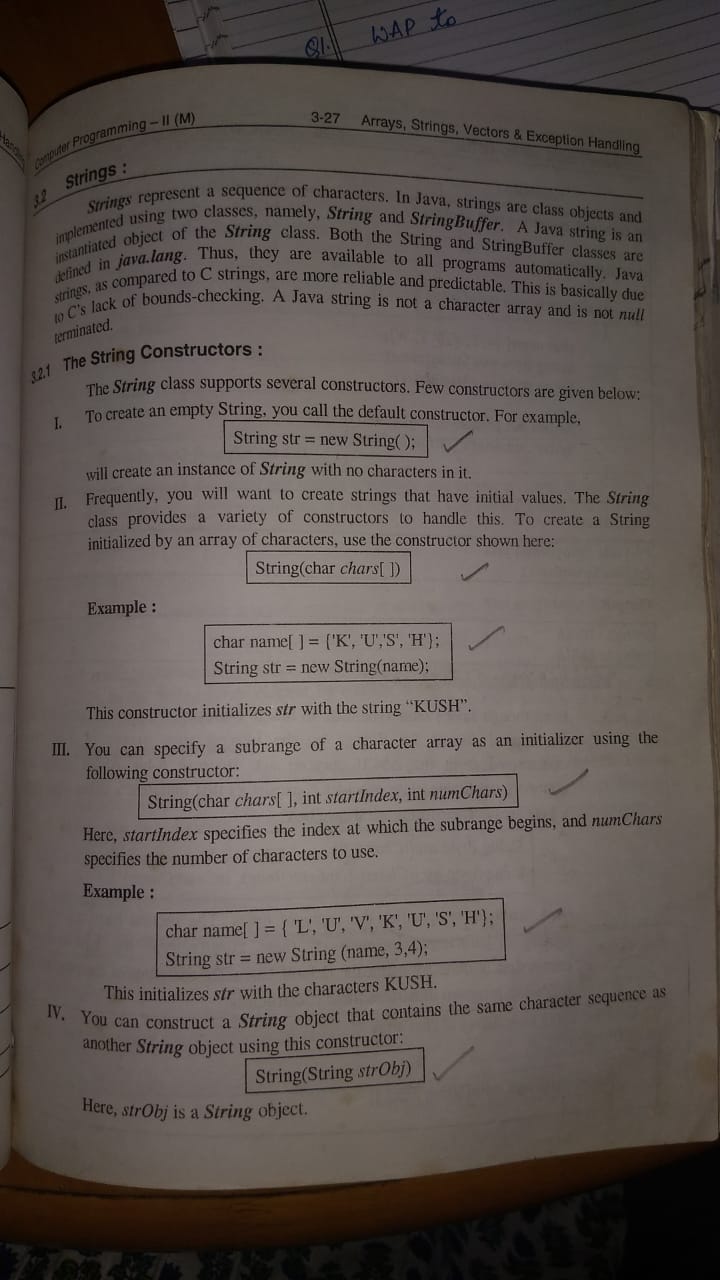 Q1. WAP to
Computer Programming – II (M) 3-27 Arrays, Strings, Vectors & Exception Handling
3.2 Strings :
Strings represent a sequence of characters. In Java, strings are class objects and
implemented using two classes, namely, String and StringBuffer. A Java string is an
instantiated object of the String class. Both the String and StringBuffer classes are
defined in java.lang. Thus, they are available to all programs automatically. Java
strings, as compared to C strings, are more reliable and predictable. This is basically due
to C's lack of bounds-checking. A Java string is not a character array and is not null
terminated.
3.2.1 The String Constructors :
The String class supports several constructors. Few constructors are given below:
I. To create an empty String, you call the default constructor. For example,
String str = new String( );
will create an instance of String with no characters in it.
II. Frequently, you will want to create strings that have initial values. The String
class provides a variety of constructors to handle this. To create a String
initialized by an array of characters, use the constructor shown here:
String(char chars[ ])
Example :
char name[ ] = {'K', 'U','S', 'H'};
String str = new String(name);
This constructor initializes str with the string “KUSH”.
III. You can specify a subrange of a character array as an initializer using the
following constructor:
String(char chars[ ], int startIndex, int numChars)
Here, startIndex specifies the index at which the subrange begins, and numChars
specifies the number of characters to use.
Example :
char name[ ] = { 'L', 'U', 'V', 'K', 'U', 'S', 'H'};
String str = new String (name, 3,4);
This initializes str with the characters KUSH.
IV. You can construct a String object that contains the same character sequence as
another String object using this constructor:
String(String strObj)
Here, strObj is a String object.